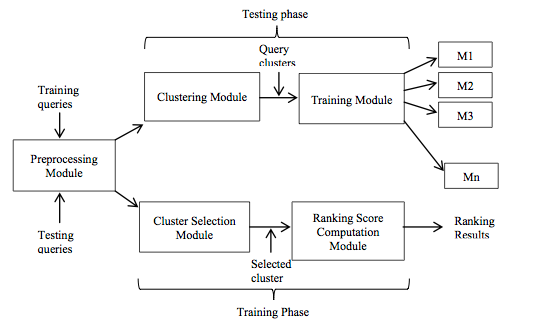 Testing phase
Query
clusters
M1
M2
M3
Mn
Clustering Module
Training Module
Training
queries
Preprocessing
Module
Testing
queries
Cluster Selection
Module
Ranking Score
Computation
Module
Ranking
Results
Selected
cluster
Training Phase